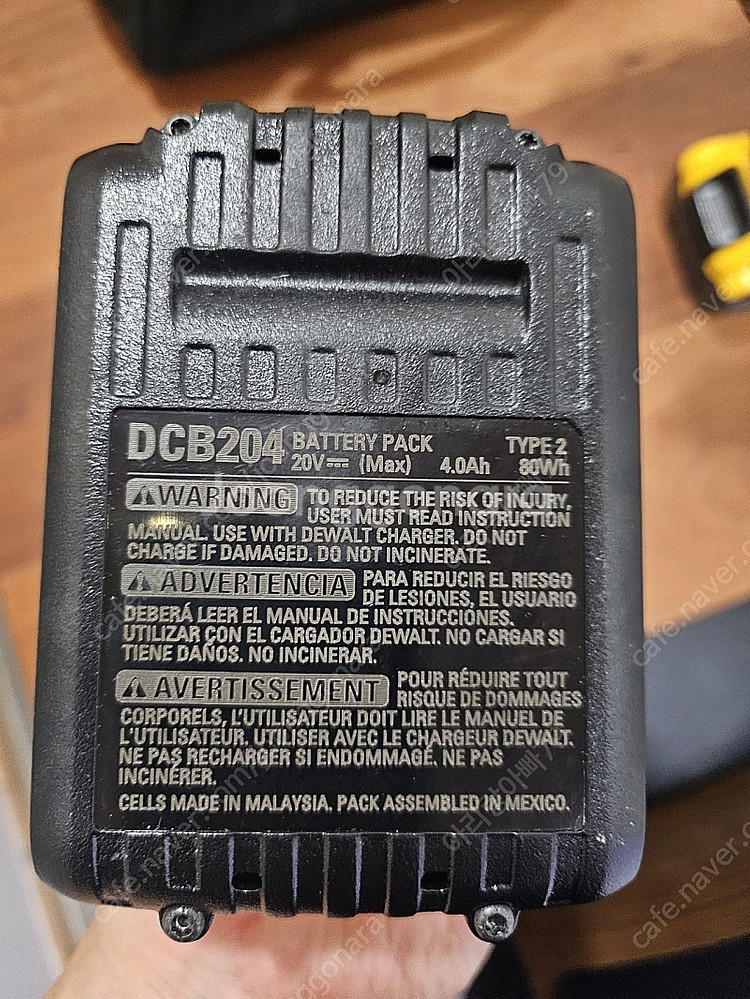 DCB204 BATTERY PACK TYPE 2
20V⎓ (Max) 4.0Ah 80Wh
⚠WARNING TO REDUCE THE RISK OF INJURY,
USER MUST READ INSTRUCTION
MANUAL. USE WITH DEWALT CHARGER. DO NOT
CHARGE IF DAMAGED. DO NOT INCINERATE.
⚠ADVERTENCIA PARA REDUCIR EL RIESGO
DE LESIONES, EL USUARIO
DEBERÁ LEER EL MANUAL DE INSTRUCCIONES.
UTILIZAR CON EL CARGADOR DEWALT. NO CARGAR SI
TIENE DAÑOS. NO INCINERAR.
⚠AVERTISSEMENT POUR RÉDUIRE TOUT
RISQUE DE DOMMAGES
CORPORELS, L'UTILISATEUR DOIT LIRE LE MANUEL DE
L'UTILISATEUR. UTILISER AVEC LE CHARGEUR DEWALT.
NE PAS RECHARGER SI ENDOMMAGÉ. NE PAS
INCINÉRER.
CELLS MADE IN MALAYSIA. PACK ASSEMBLED IN MEXICO.